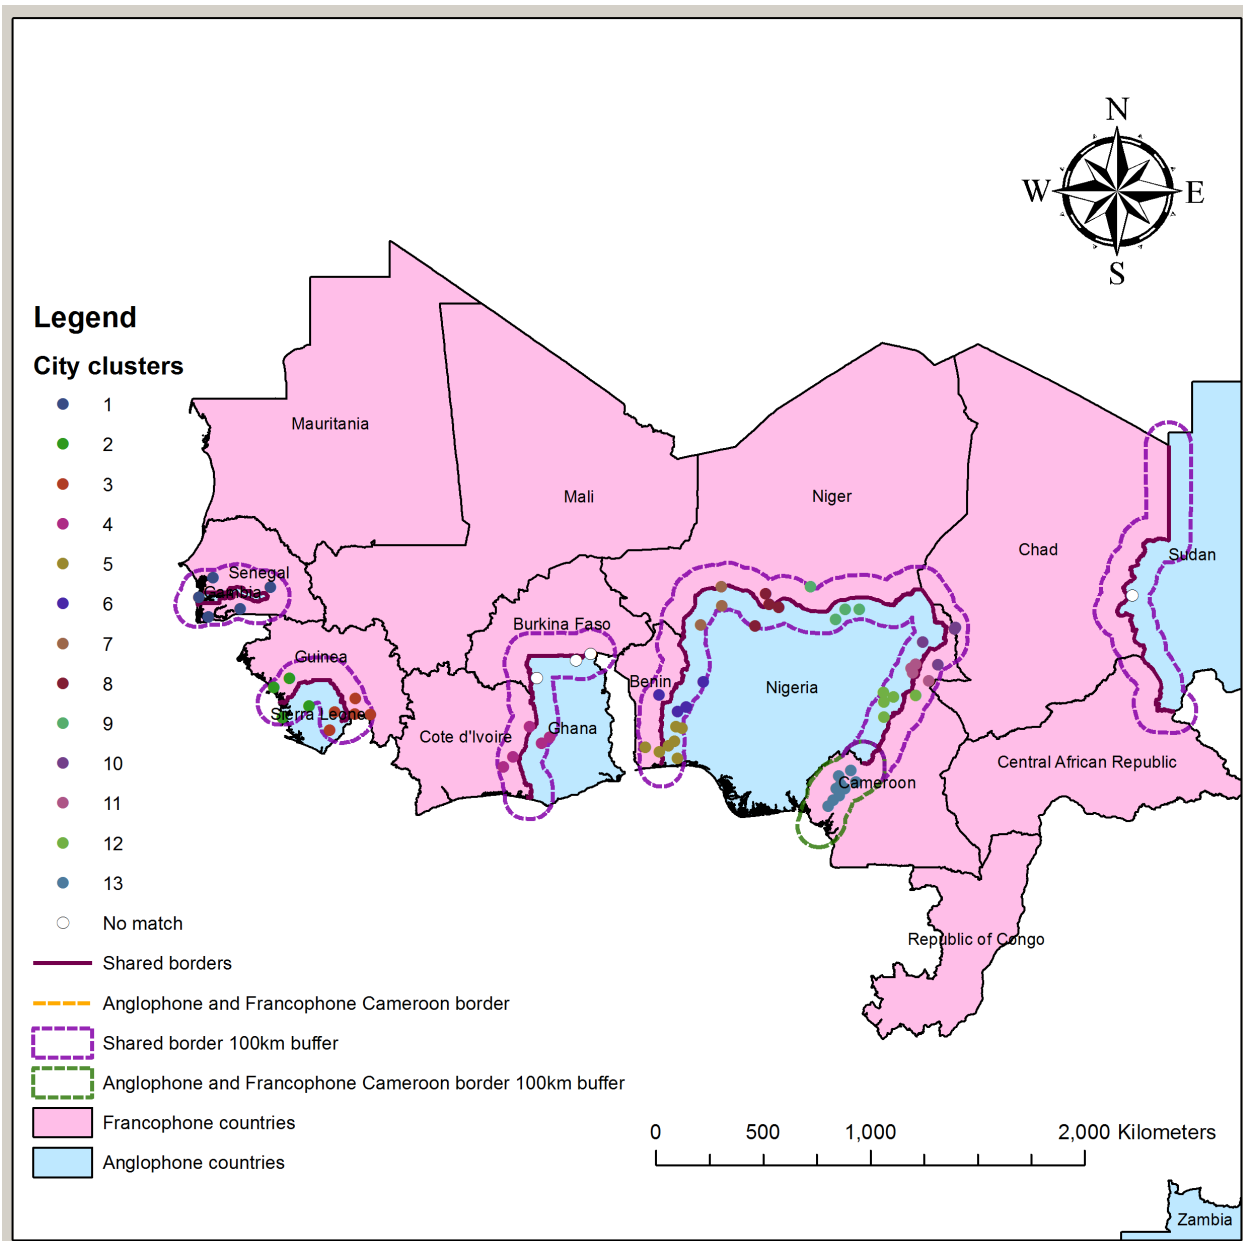 N
W
E
S
Legend
City clusters
1
2
3
4
5
6
7
8
9
10
11
12
13
No match
Shared borders
Anglophone and Francophone Cameroon border
Shared border 100km buffer
Anglophone and Francophone Cameroon border 100km buffer
Francophone countries
Anglophone countries
Mauritania
Mali
Niger
Chad
Sudan
Senegal
Gambia
Burkina Faso
Guinea
Benin
Nigeria
Sierra Leone
Cote d'Ivoire
Ghana
Central African Republic
Cameroon
Republic of Congo
0 500 1,000 2,000 Kilometers
Zambia